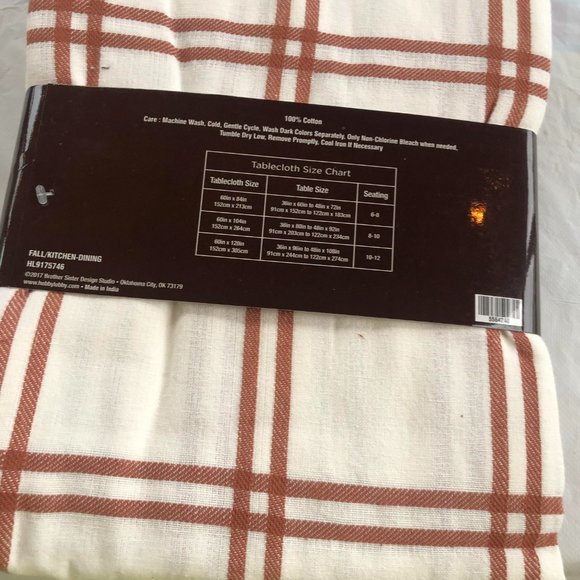 100% Cotton
Care : Machine Wash, Cold, Gentle Cycle, Wash Dark Colors Separately, Only Non-Chlorine Bleach when needed,
Tumble Dry Low, Remove Promptly, Cool Iron If Necessary
Tablecloth Size Chart
Tablecloth Size Table Size Seating
60in x 84in 36in x 60in to 48in x 72in
152cm x 213cm 91cm x 152cm to 122cm x 183cm 6-8
60in x 104in 36in x 80in to 48in x 92in
152cm x 264cm 91cm x 203cm to 122cm x 234cm 8-10
60in x 120in 36in x 96in to 48in x 108in
152cm x 305cm 91cm x 244cm to 122cm x 274cm 10-12
FALL/KITCHEN-DINING
HL9175746
©2017 Brother Sister Design Studio • Oklahoma City, OK 73179
www.hobbylobby.com • Made in India